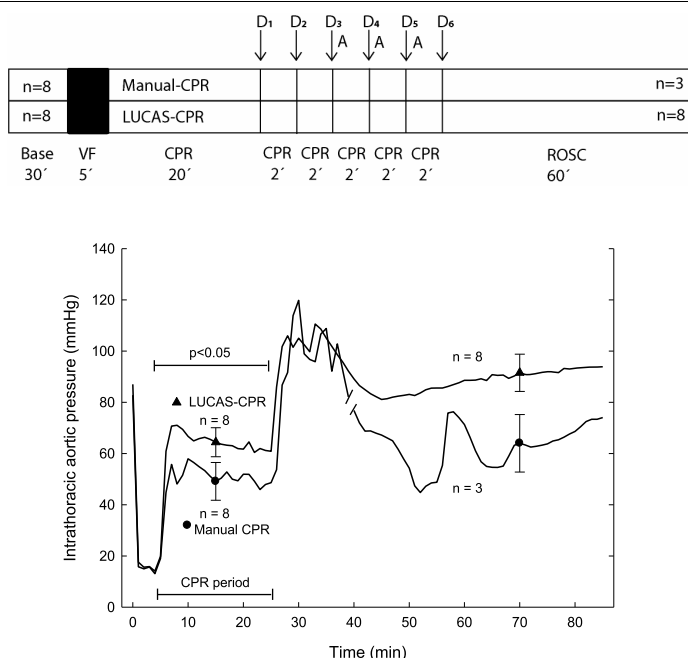 D1 D2 D3 D4 D5 D6
A A A
n=8 Manual-CPR n=3
n=8 LUCAS-CPR n=8
Base VF CPR CPR CPR CPR CPR CPR ROSC
30´ 5´ 20´ 2´ 2´ 2´ 2´ 2´ 60´
Intrathoracic aortic pressure (mmHg)
140
120
100
80
60
40
20
0
p<0.05
n = 8
LUCAS-CPR
n = 8
n = 3
n = 8
Manual CPR
CPR period
0 10 20 30 40 50 60 70 80
Time (min)